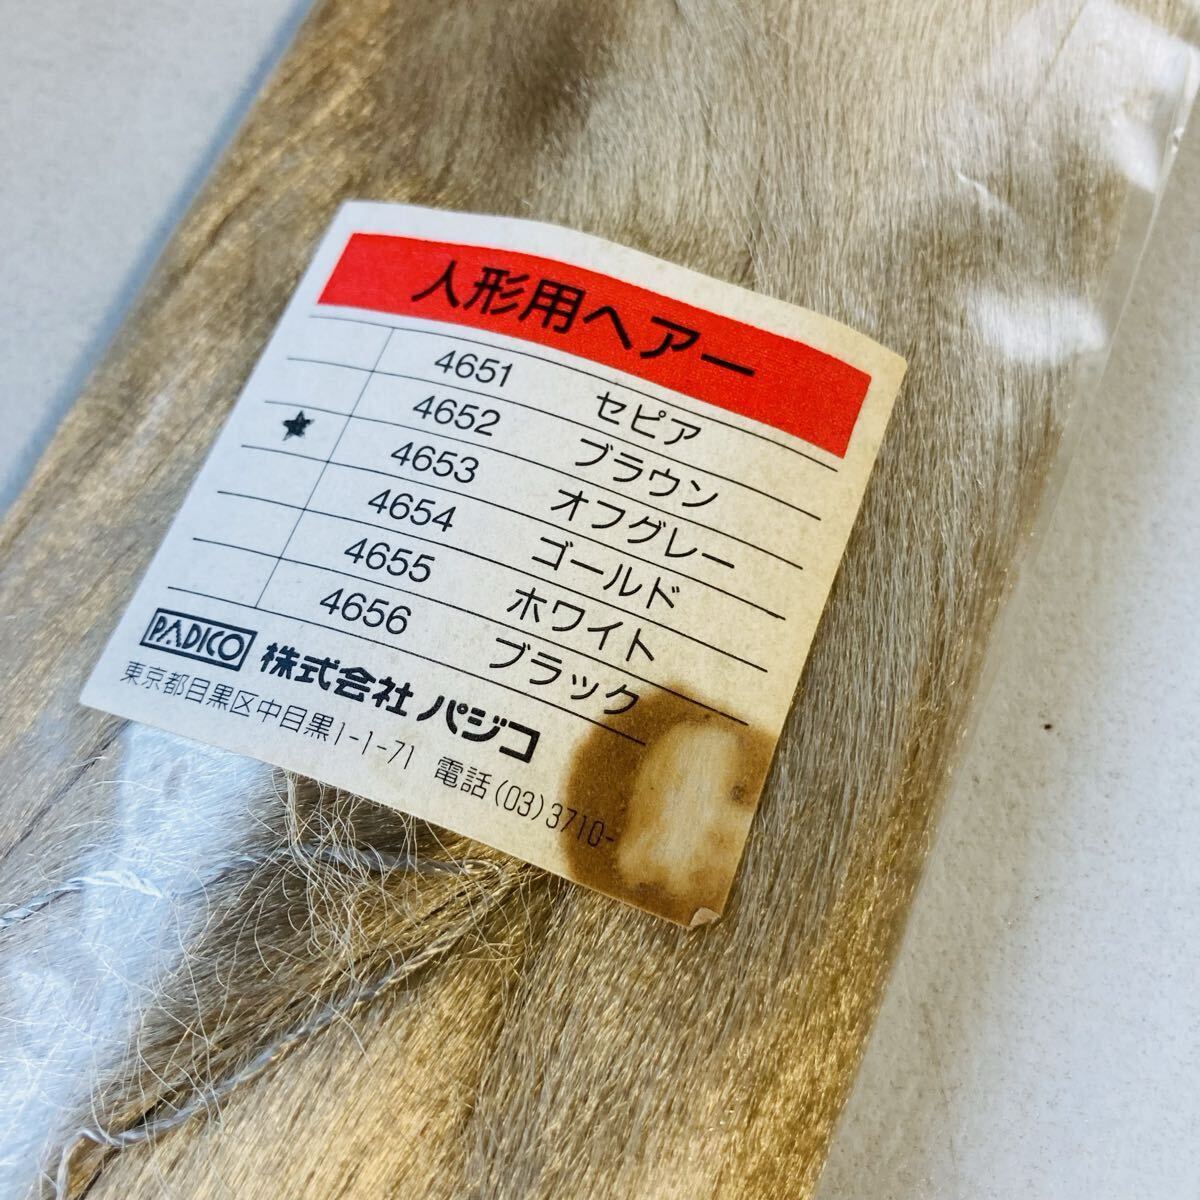 人形用ヘアー
4651 セピア
4652 ブラウン
★ 4653 オフグレー
4654 ゴールド
4655 ホワイト
4656 ブラック
PADICO 株式会社 パジコ
東京都目黒区中目黒1-1-71 電話(03)3710-